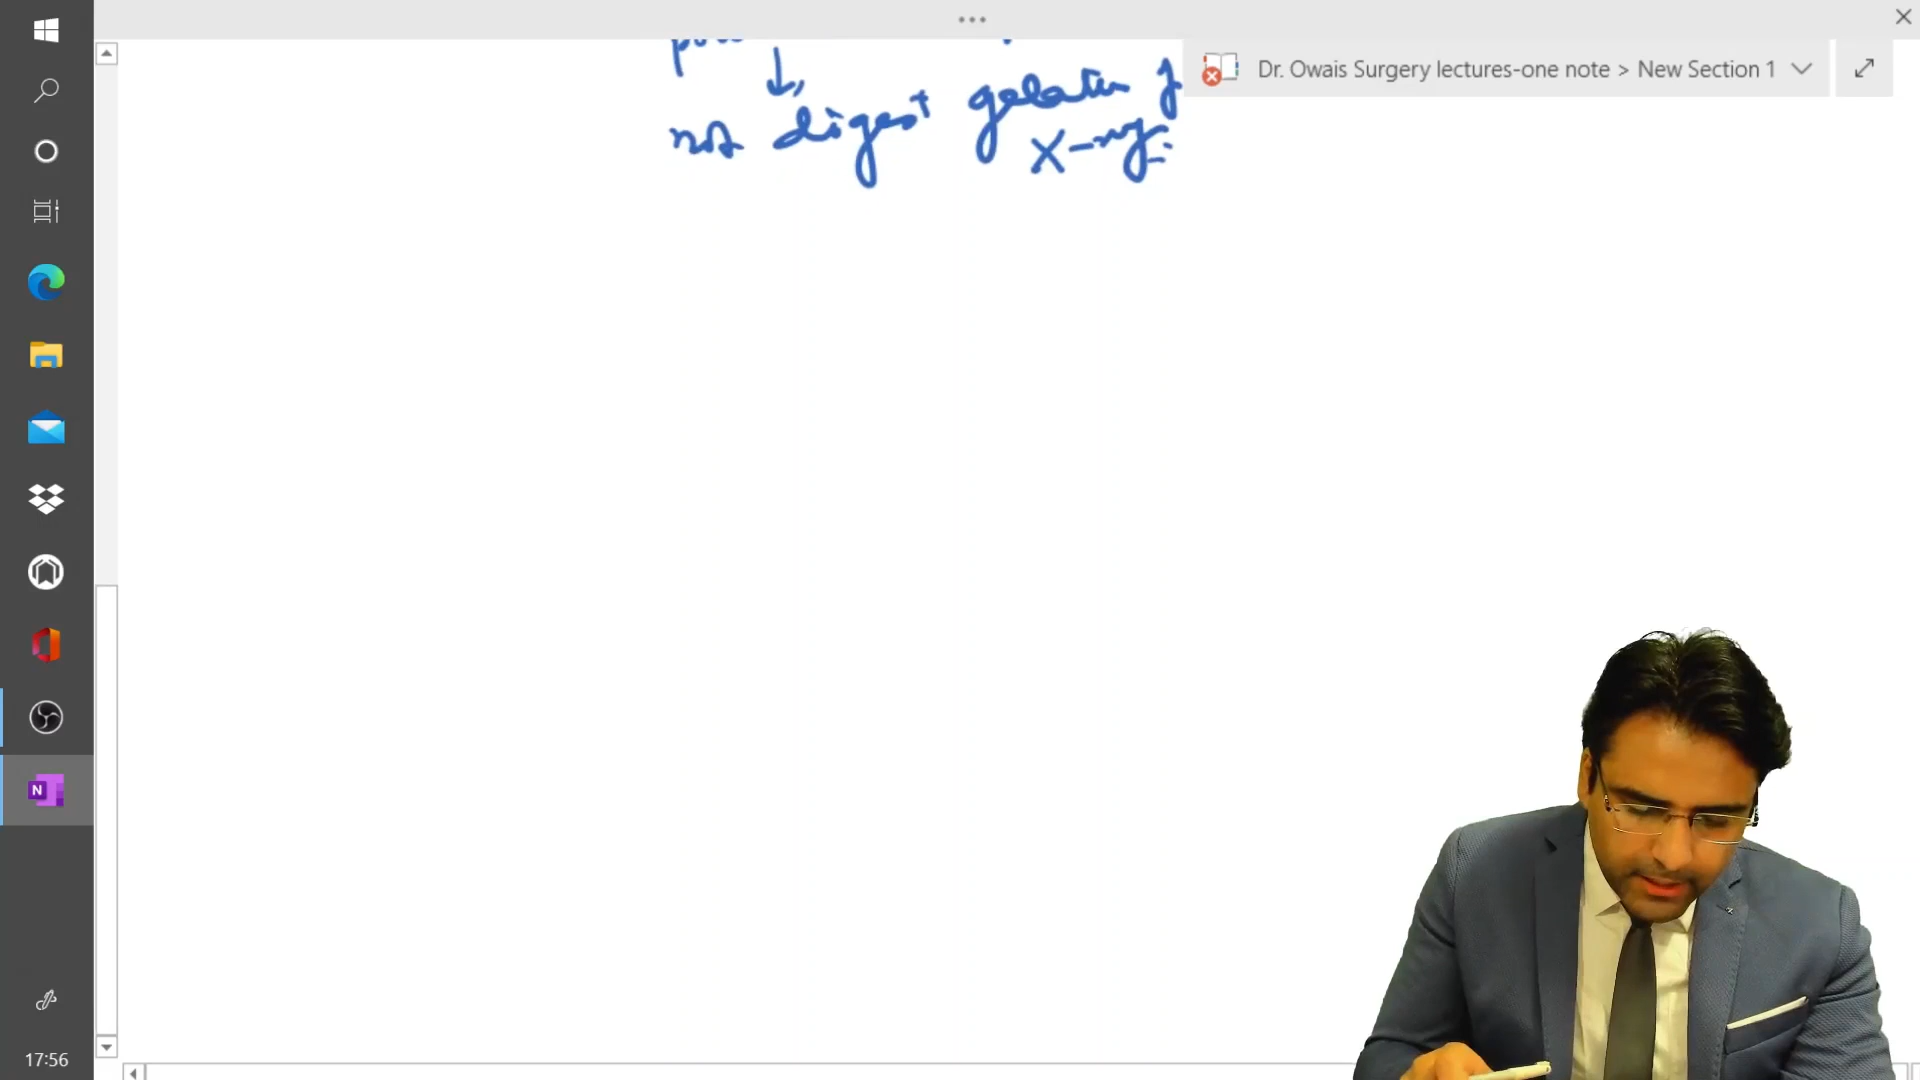 Dr. Owais Surgery lectures-one note > New Section 1
not digest gelatin
X-ray
N
17:56